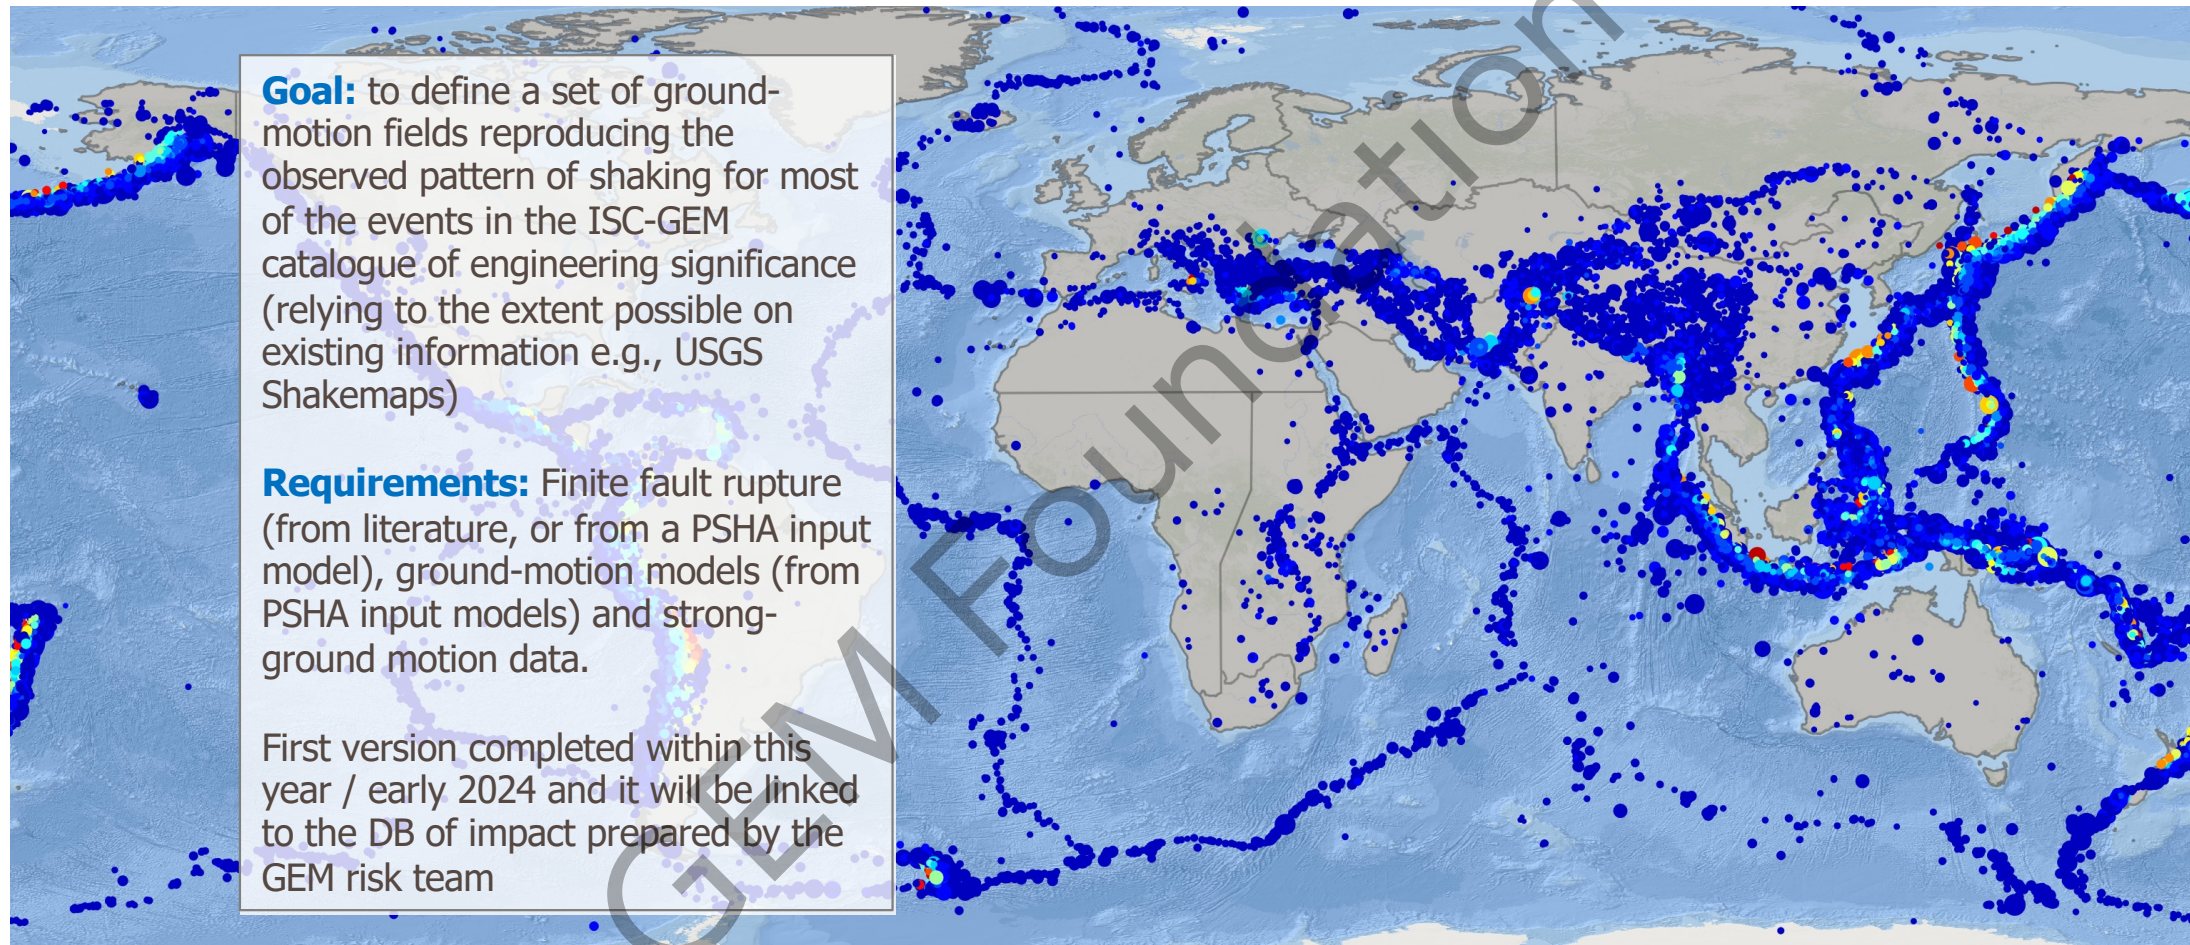 Goal: to define a set of ground-
motion fields reproducing the
observed pattern of shaking for most
of the events in the ISC-GEM
catalogue of engineering significance
(relying to the extent possible on
existing information e.g., USGS
Shakemaps)
Requirements: Finite fault rupture
(from literature, or from a PSHA input
model), ground-motion models (from
PSHA input models) and strong-
ground motion data.
First version completed within this
year / early 2024 and it will be linked
to the DB of impact prepared by the
GEM risk team
GEM Foundation